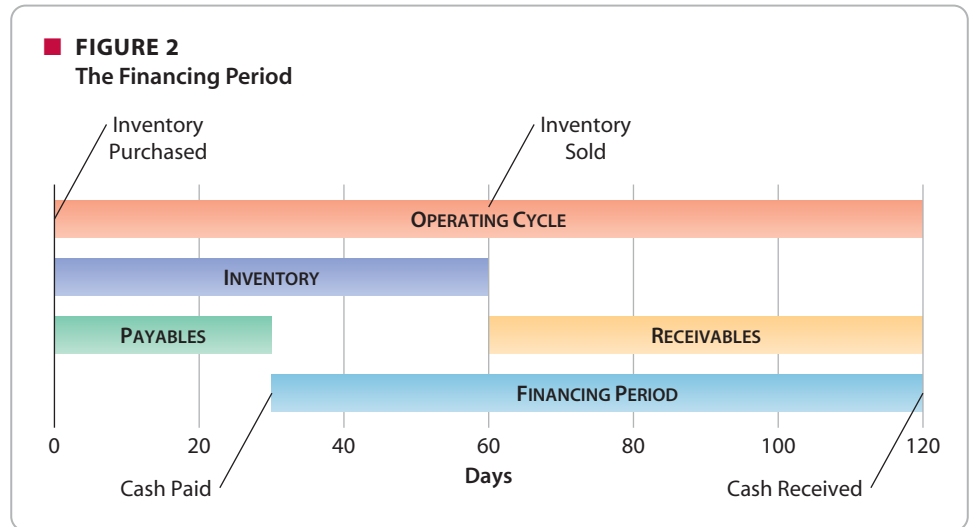 FIGURE 2
The Financing Period
Inventory
Purchased
Inventory
Sold
OPERATING CYCLE
INVENTORY
PAYABLES
RECEIVABLES
FINANCING PERIOD
0 20 40 60 80 100 120
Days
Cash Paid
Cash Received